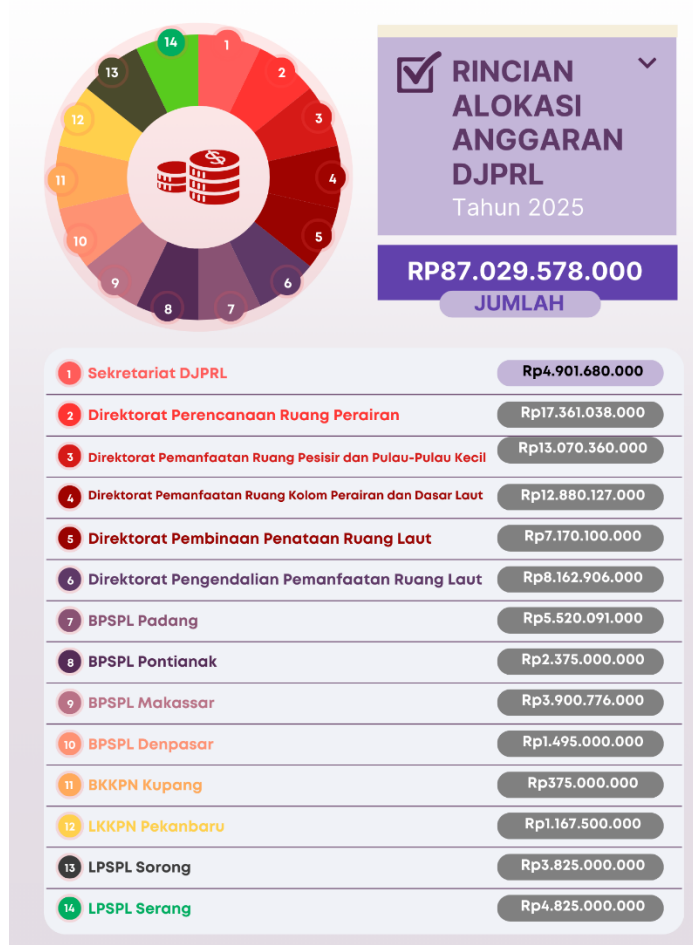 14
1
13
2
12
3
11
4
10
5
9
6
8
7
$
RINCIAN
ALOKASI
ANGGARAN
DJPRL
Tahun 2025
RP87.029.578.000
JUMLAH
1 Sekretariat DJPRL Rp4.901.680.000
2 Direktorat Perencanaan Ruang Perairan Rp17.361.038.000
3 Direktorat Pemanfaatan Ruang Pesisir dan Pulau-Pulau Kecil Rp13.070.360.000
4 Direktorat Pemanfaatan Ruang Kolom Perairan dan Dasar Laut Rp12.880.127.000
5 Direktorat Pembinaan Penataan Ruang Laut Rp7.170.100.000
6 Direktorat Pengendalian Pemanfaatan Ruang Laut Rp8.162.906.000
7 BPSPL Padang Rp5.520.091.000
8 BPSPL Pontianak Rp2.375.000.000
9 BPSPL Makassar Rp3.900.776.000
10 BPSPL Denpasar Rp1.495.000.000
11 BKKPN Kupang Rp375.000.000
12 LKKPN Pekanbaru Rp1.167.500.000
13 LPSPL Sorong Rp3.825.000.000
14 LPSPL Serang Rp4.825.000.000